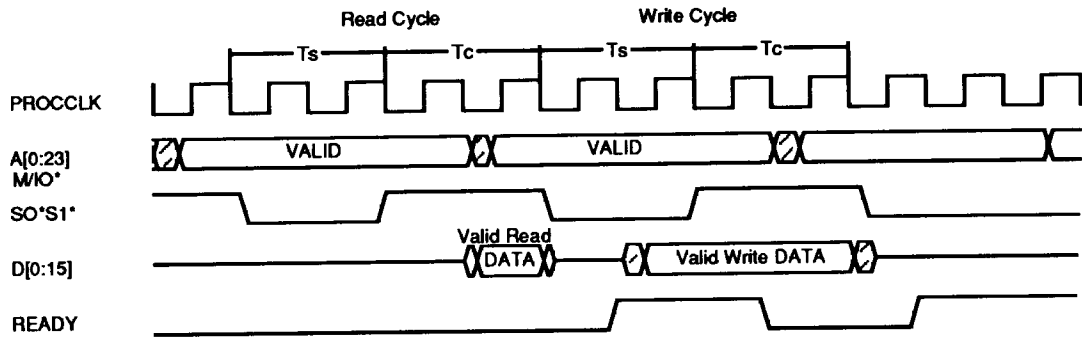 Read Cycle Write Cycle
Ts Tc Ts Tc
PROCCLK
A[0:23] VALID VALID
M/IO*
SO*S1*
Valid Read
D[0:15] DATA Valid Write DATA
READY